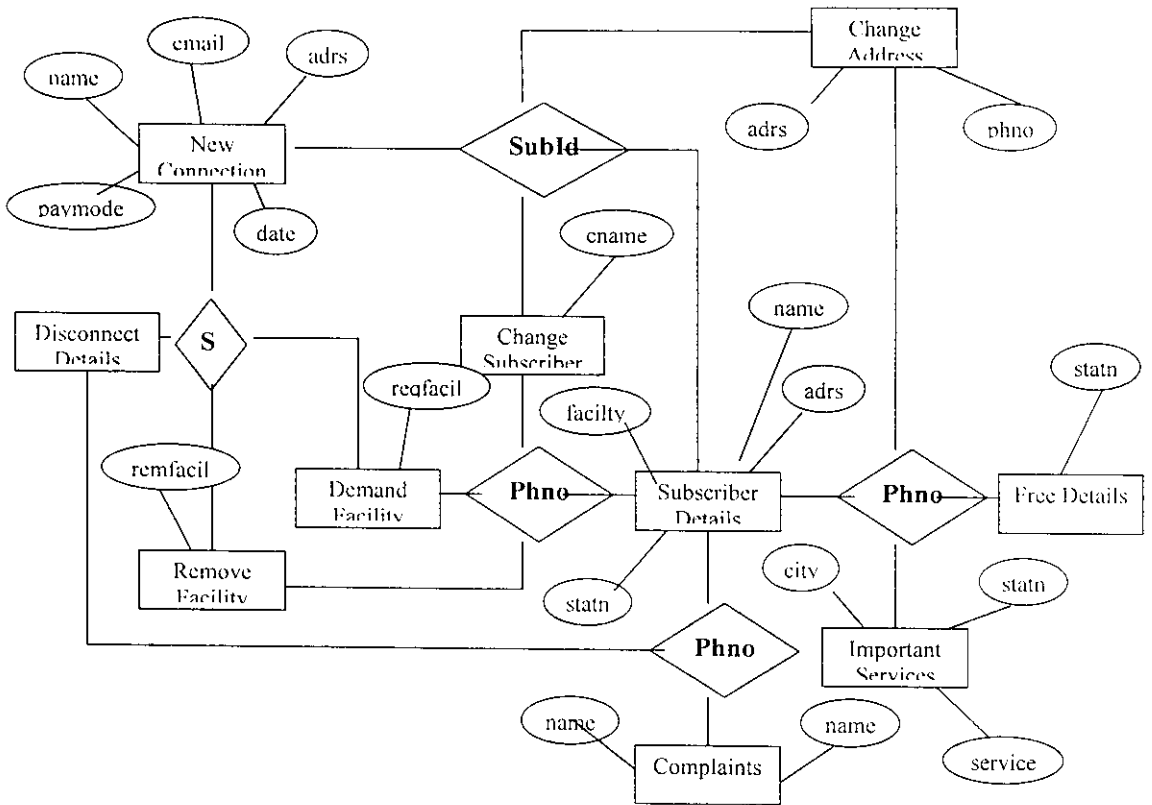 Change
Address
email
adrs
name
adrs
phno
New
Connection
SubId
paymode
date
cname
name
Disconnect
Details
S
Change
Subscriber
statn
reqfacil
adrs
facilty
remfacil
Demand
Facility
Phno
Subscriber
Details
Phno
Free Details
Remove
Facility
city
statn
statn
Phno
Important
Services
name
name
service
Complaints